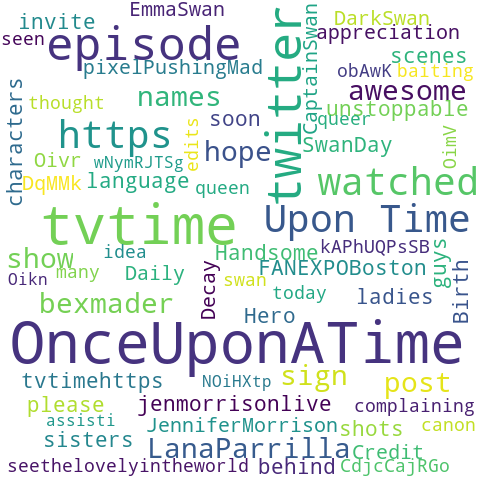 invite
EmmaSwan
DarkSwan
seen
episode
twitter
CaptainSwan
appreciation
pixelPushingMad
scenes
obAwK
baiting
characters
thought
names
awesome
https
edits
soon
queer
unstoppable
Oivr
wNymRJTSg
hope
SwanDay
OimV
DqMMk
language
queen
watched
tvtime
Upon Time
show
idea
Handsome
kAPhUQPsSB
guys
Oikn
many
Daily
Decay
swan
FANEXPOBoston
Birth
bexmader
Hero
today
ladies
OnceUponATime
tvtimehttps
NOiHXtp
sign
post
please
jenmorrisonlive
complaining
assisti
JenniferMorrison
shots
canon
sisters
LanaParrilla
Credit
seethelovelyintheworld
behind
CdjcCajRGo